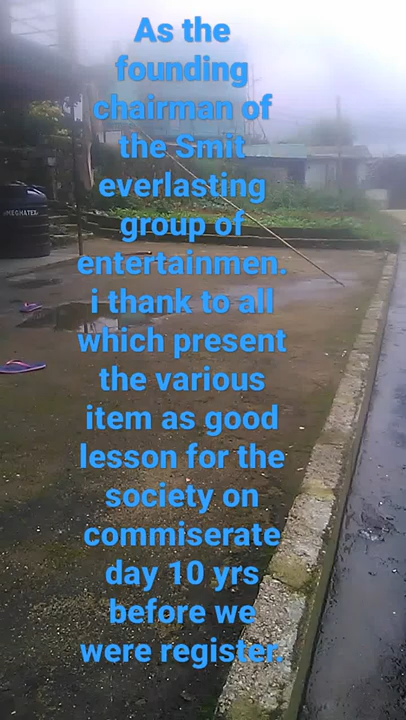 As the
founding
chairman of
the Smit
everlasting
group of
entertainmen.
i thank to all
which present
the various
item as good
lesson for the
society on
commiserate
day 10 yrs
before we
were register.